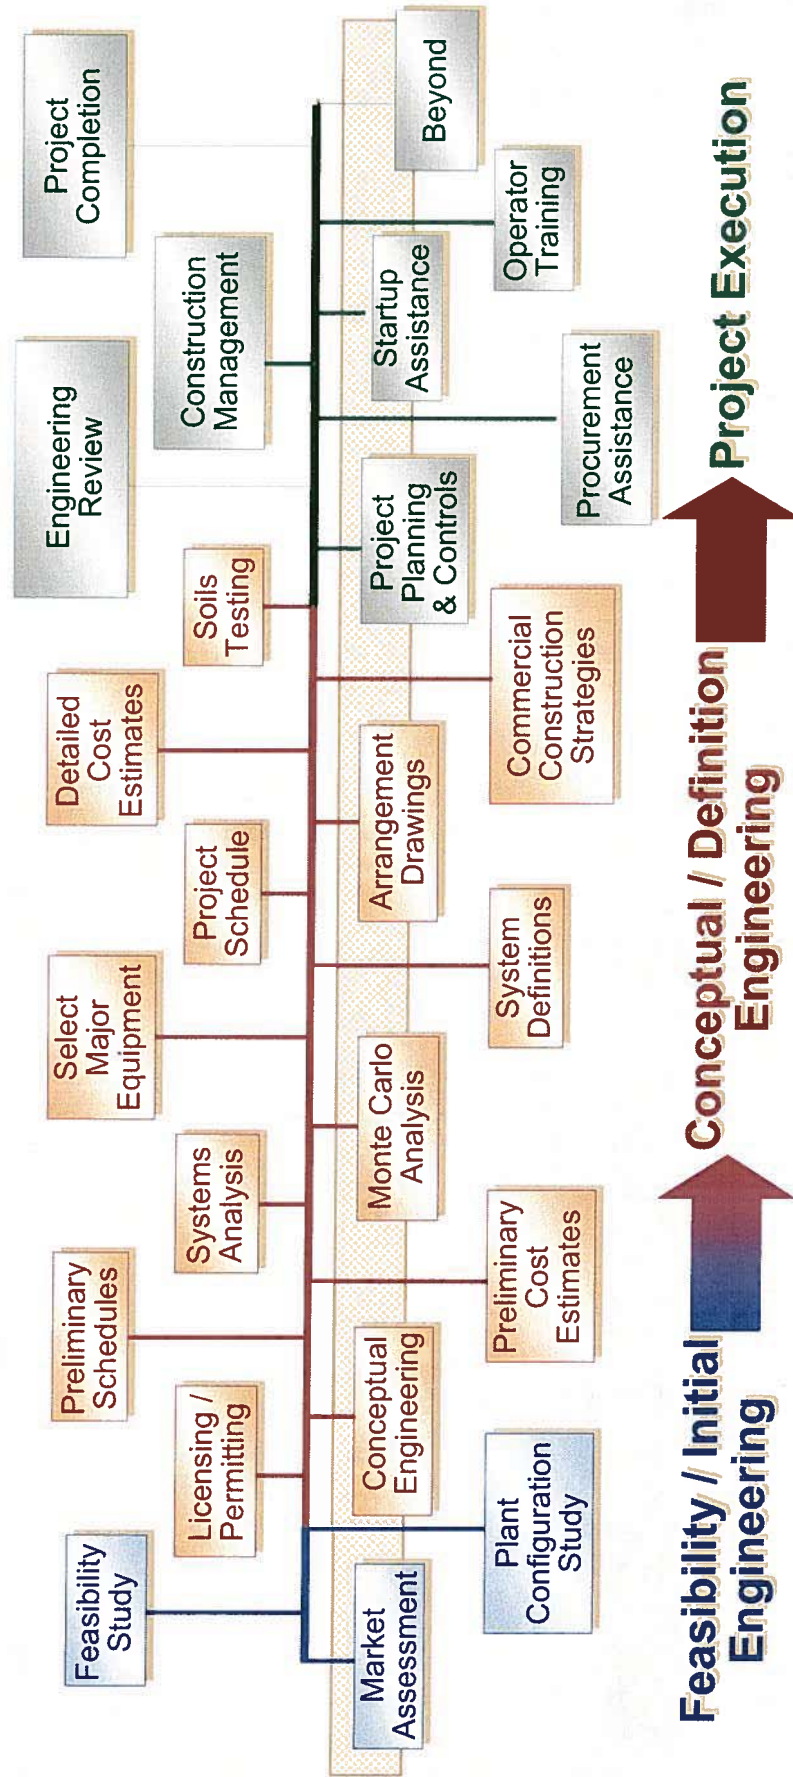 Feasibility
Study
Market
Assessment
Plant
Configuration
Study
Licensing /
Permitting
Conceptual
Engineering
Preliminary
Schedules
Preliminary
Cost
Estimates
Systems
Analysis
Monte Carlo
Analysis
Select
Major
Equipment
System
Definitions
Project
Schedule
Arrangement
Drawings
Detailed
Cost
Estimates
Commercial
Construction
Strategies
Soils
Testing
Project
Planning
& Controls
Engineering
Review
Procurement
Assistance
Construction
Management
Startup
Assistance
Operator
Training
Project
Completion
Beyond
Feasibility / Initial
Engineering
Conceptual / Definition
Engineering
Project Execution